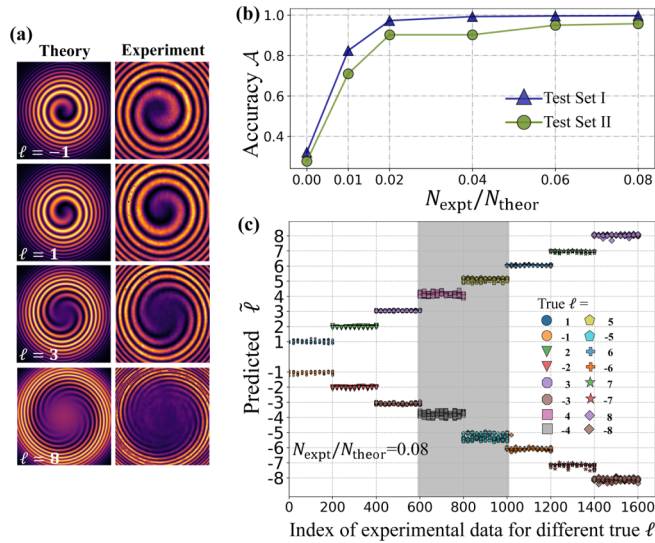 (a)
Theory Experiment
ℓ = −1
ℓ = 1
ℓ = 3
ℓ = 8
(b)
Accuracy 𝒜
1.0
0.8
0.6
0.4
Test Set I
Test Set II
0.00 0.01 0.02 0.04 0.06 0.08
N_expt/N_theor
(c)
Predicted ℓ̃
8
7
6
5
4
3
2
1
-1
-2
-3
-4
-5
-6
-7
-8
True ℓ =
1 5
-1 -5
2 6
-2 -6
3 7
-3 -7
4 8
-4 -8
N_expt/N_theor=0.08
0 200 400 600 800 1000 1200 1400 1600
Index of experimental data for different true ℓ